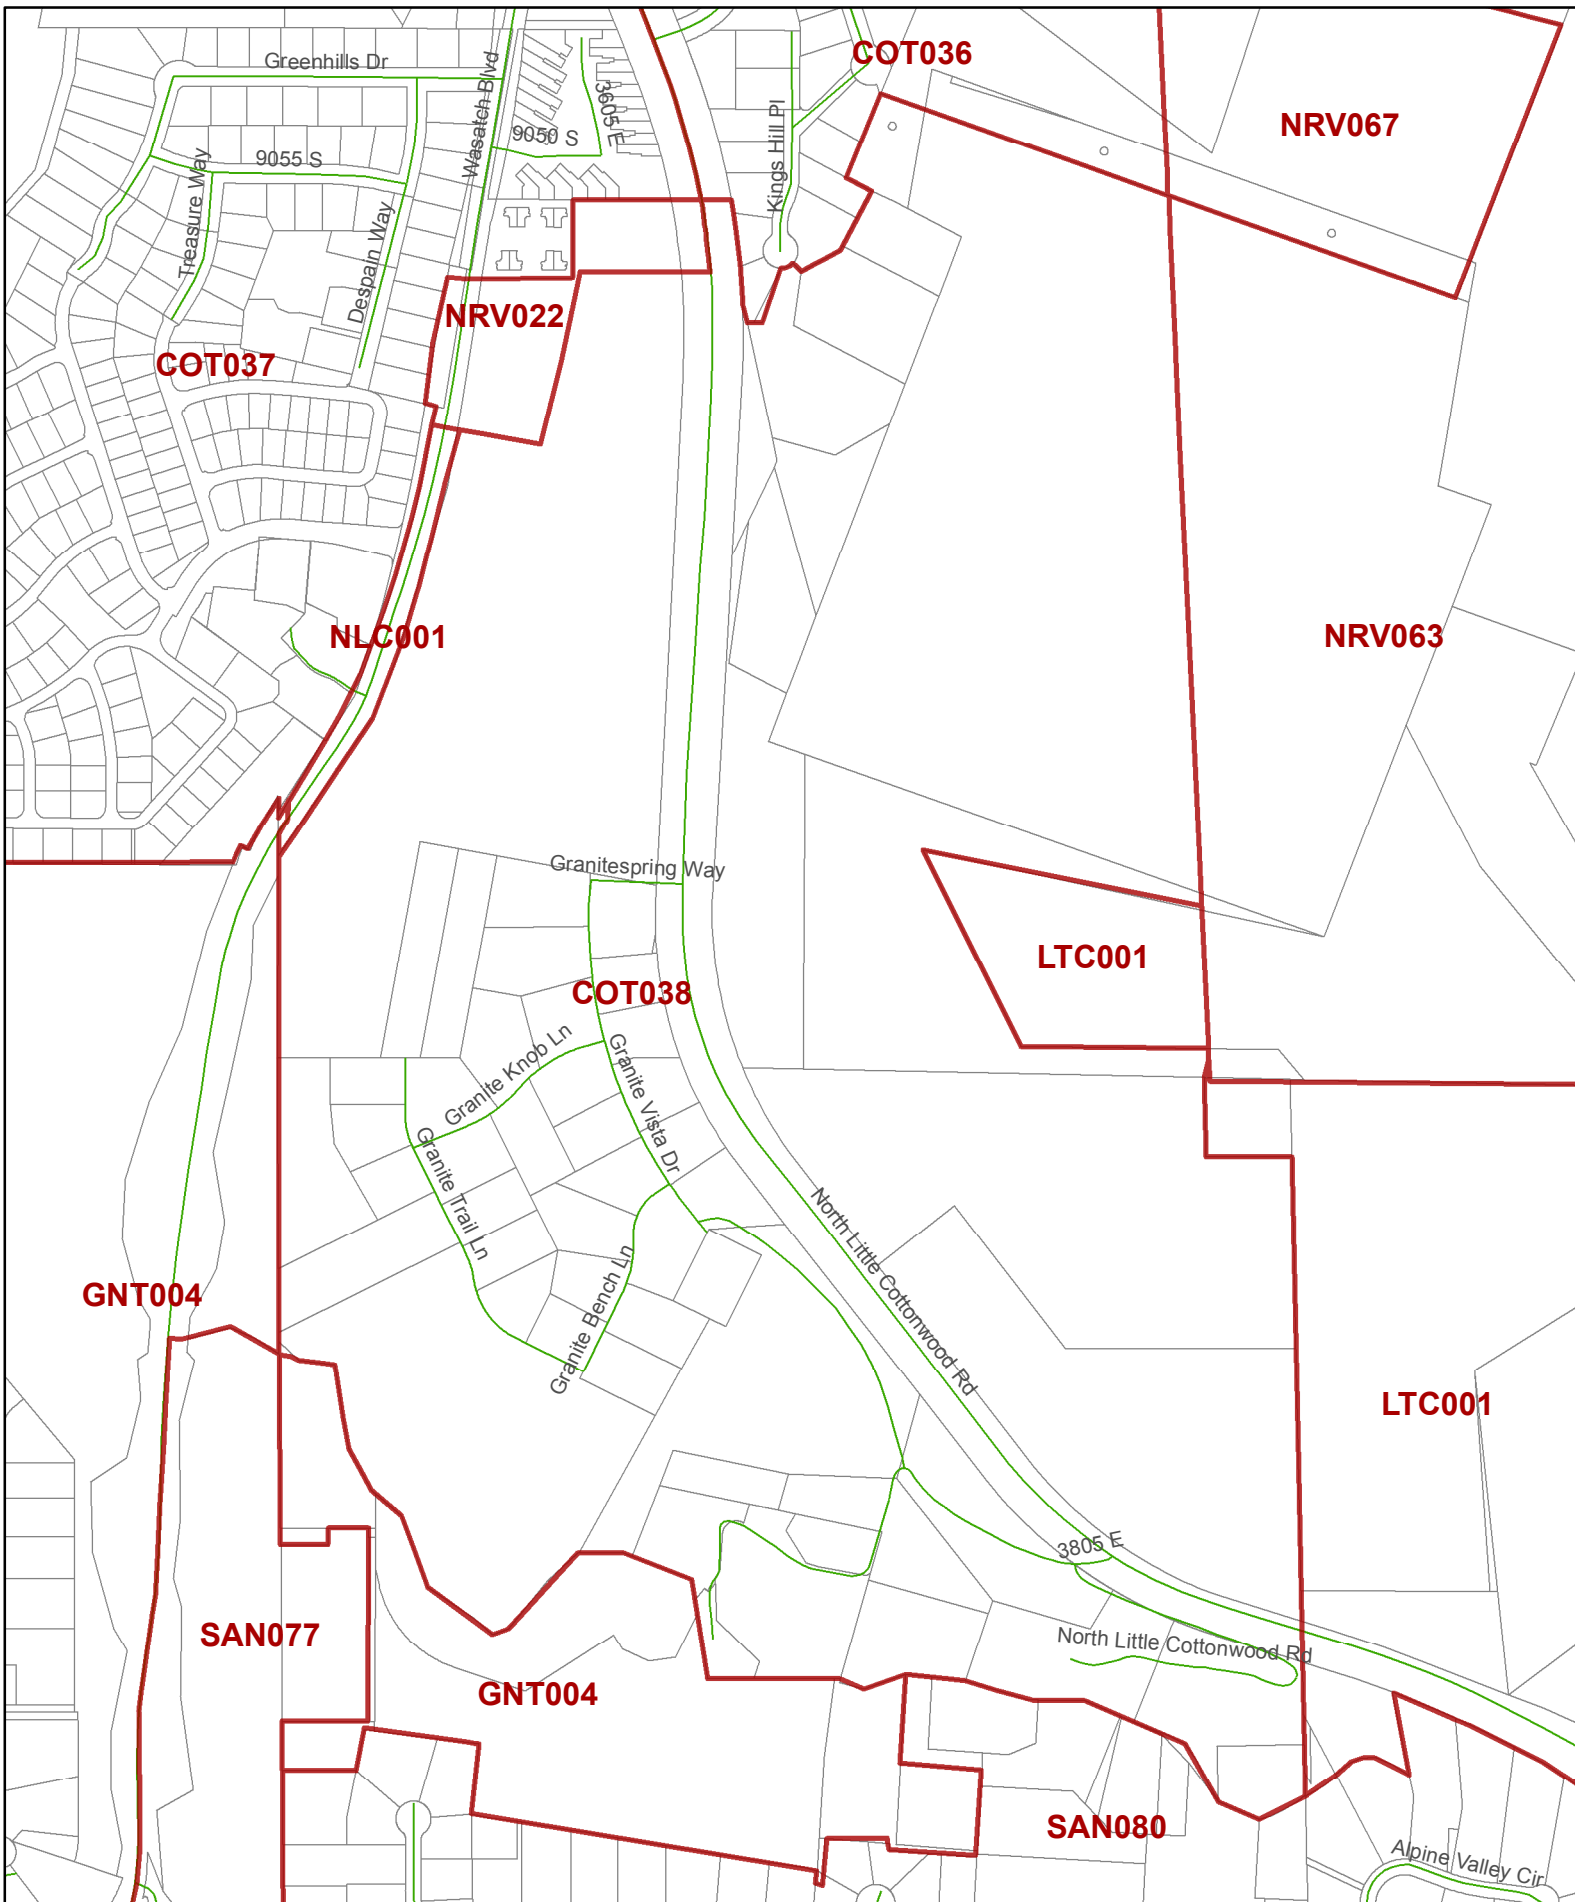 COT036
Greenhills Dr
Wasatch Blvd
3605 E
NRV067
9050 S
Kings Hill Pl
9055 S
Treasure Way
Despain Way
NRV022
COT037
NLC001
NRV063
Granitespring Way
LTC001
COT038
Granite Knob Ln
Granite Vista Dr
Granite Trail Ln
North Little Cottonwood Rd
GNT004
Granite Bench Ln
LTC001
3805 E
SAN077
North Little Cottonwood Rd
GNT004
SAN080
Alpine Valley Cir